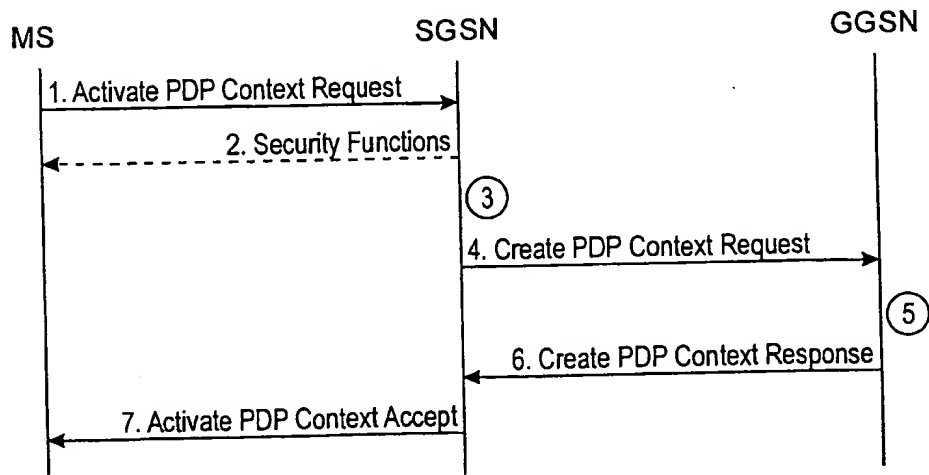 MS
SGSN
GGSN
1. Activate PDP Context Request
2. Security Functions
3
4. Create PDP Context Request
5
6. Create PDP Context Response
7. Activate PDP Context Accept